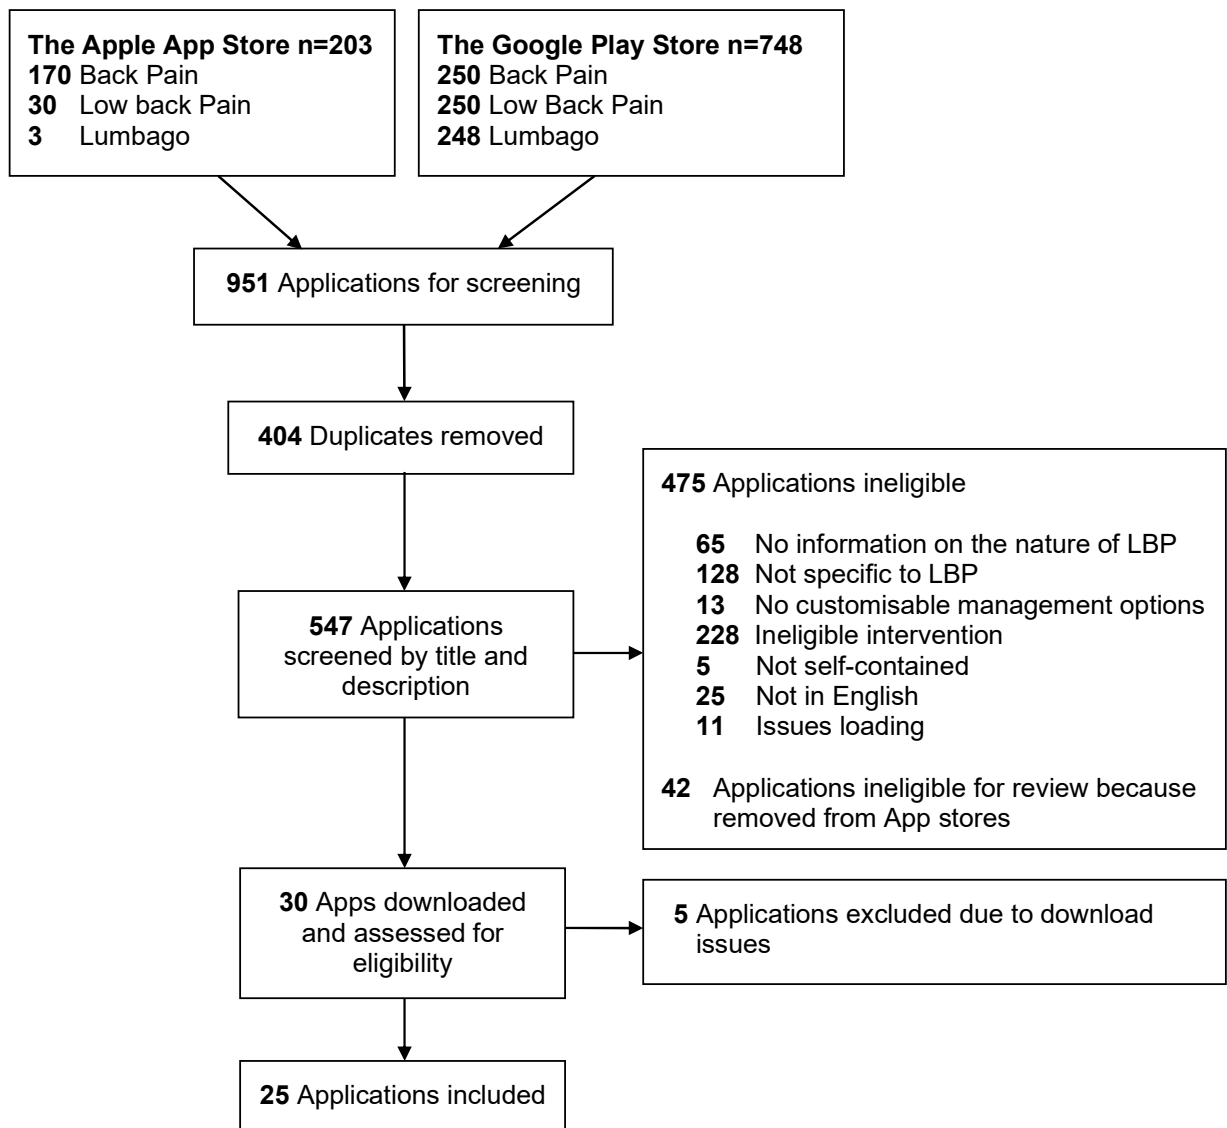 The Apple App Store n=203
170 Back Pain
30 Low back Pain
3 Lumbago
The Google Play Store n=748
250 Back Pain
250 Low Back Pain
248 Lumbago
951 Applications for screening
404 Duplicates removed
547 Applications
screened by title and
description
475 Applications ineligible
65 No information on the nature of LBP
128 Not specific to LBP
13 No customisable management options
228 Ineligible intervention
5 Not self-contained
25 Not in English
11 Issues loading
42 Applications ineligible for review because
removed from App stores
30 Apps downloaded
and assessed for
eligibility
5 Applications excluded due to download
issues
25 Applications included